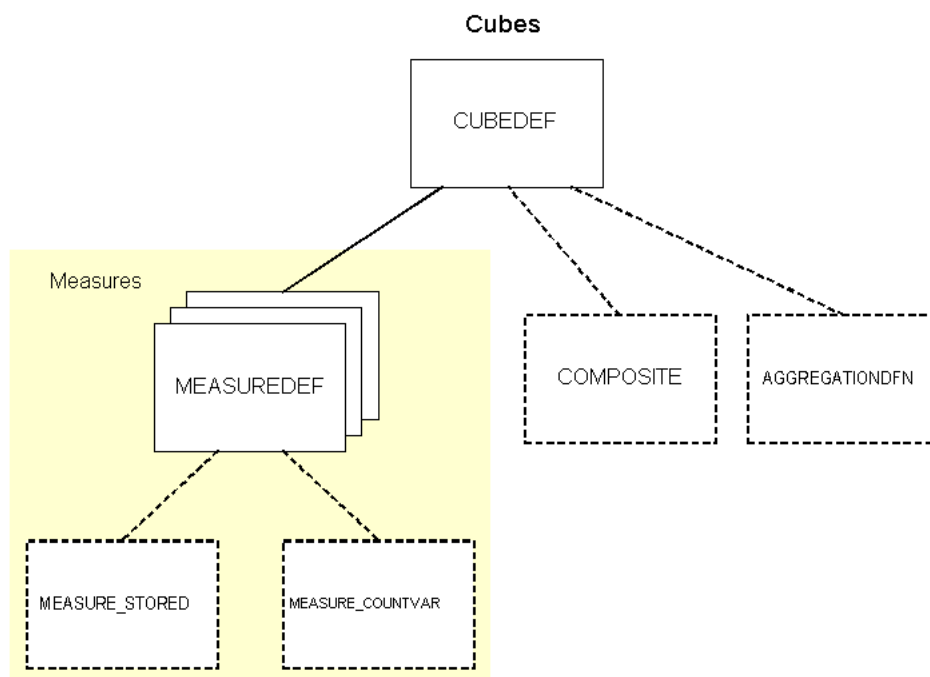 Cubes
CUBEDEF
Measures
MEASUREDEF
COMPOSITE
AGGREGATIONDFN
MEASURE_STORED
MEASURE_COUNTVAR